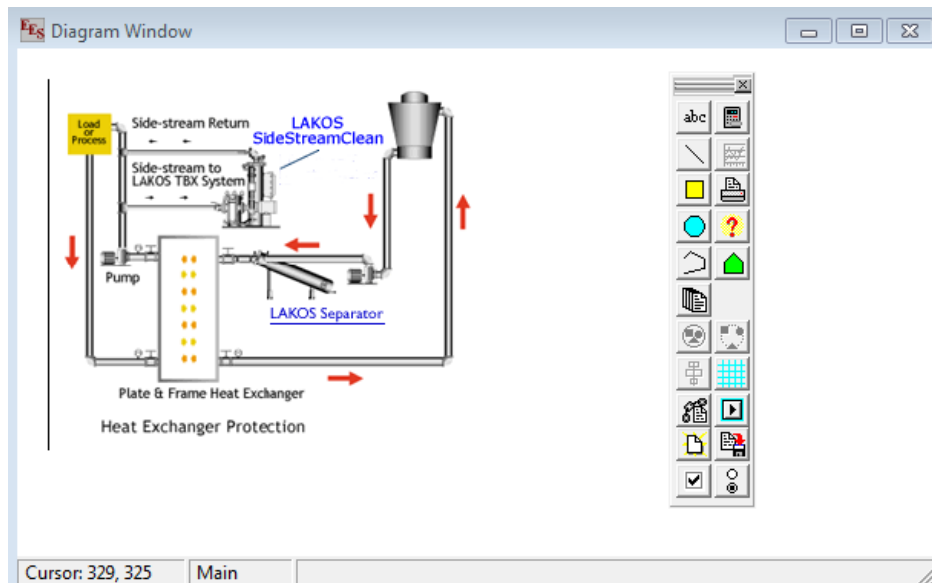 EES Diagram Window
Load
or
Process
Side-stream Return
LAKOS
SideStreamClean
Side-stream to
LAKOS TBX System
Pump
LAKOS Separator
Plate & Frame Heat Exchanger
Heat Exchanger Protection
abc
?
Cursor: 329, 325
Main